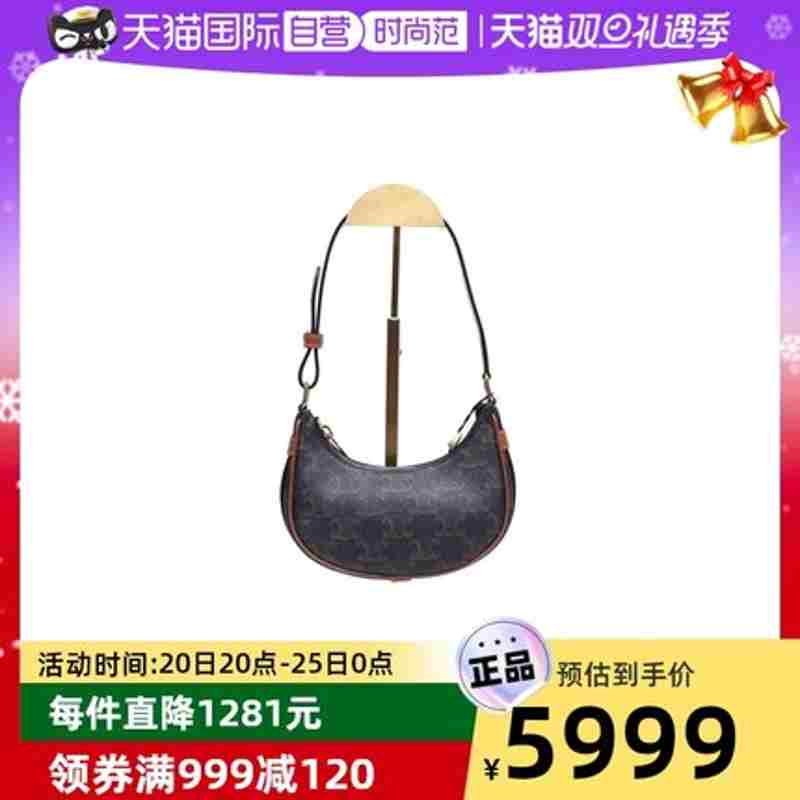 天猫国际 自营 时尚范 | 天猫双旦礼遇季
活动时间:20日20点-25日0点
正品
预估到手价
每件直降1281元
¥5999
领券满999减120